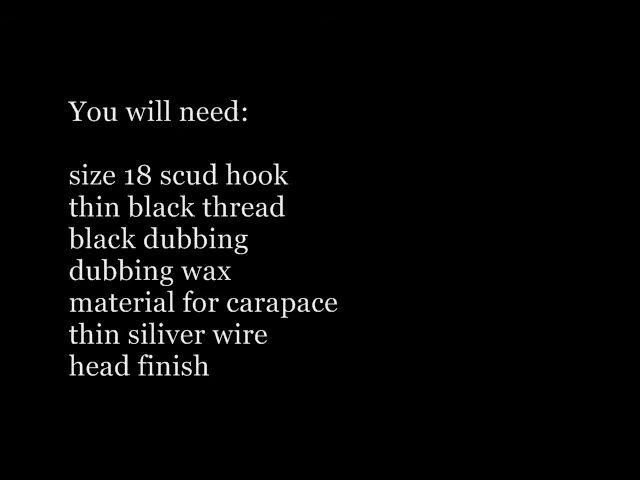 You will need:
size 18 scud hook
thin black thread
black dubbing
dubbing wax
material for carapace
thin siliver wire
head finish